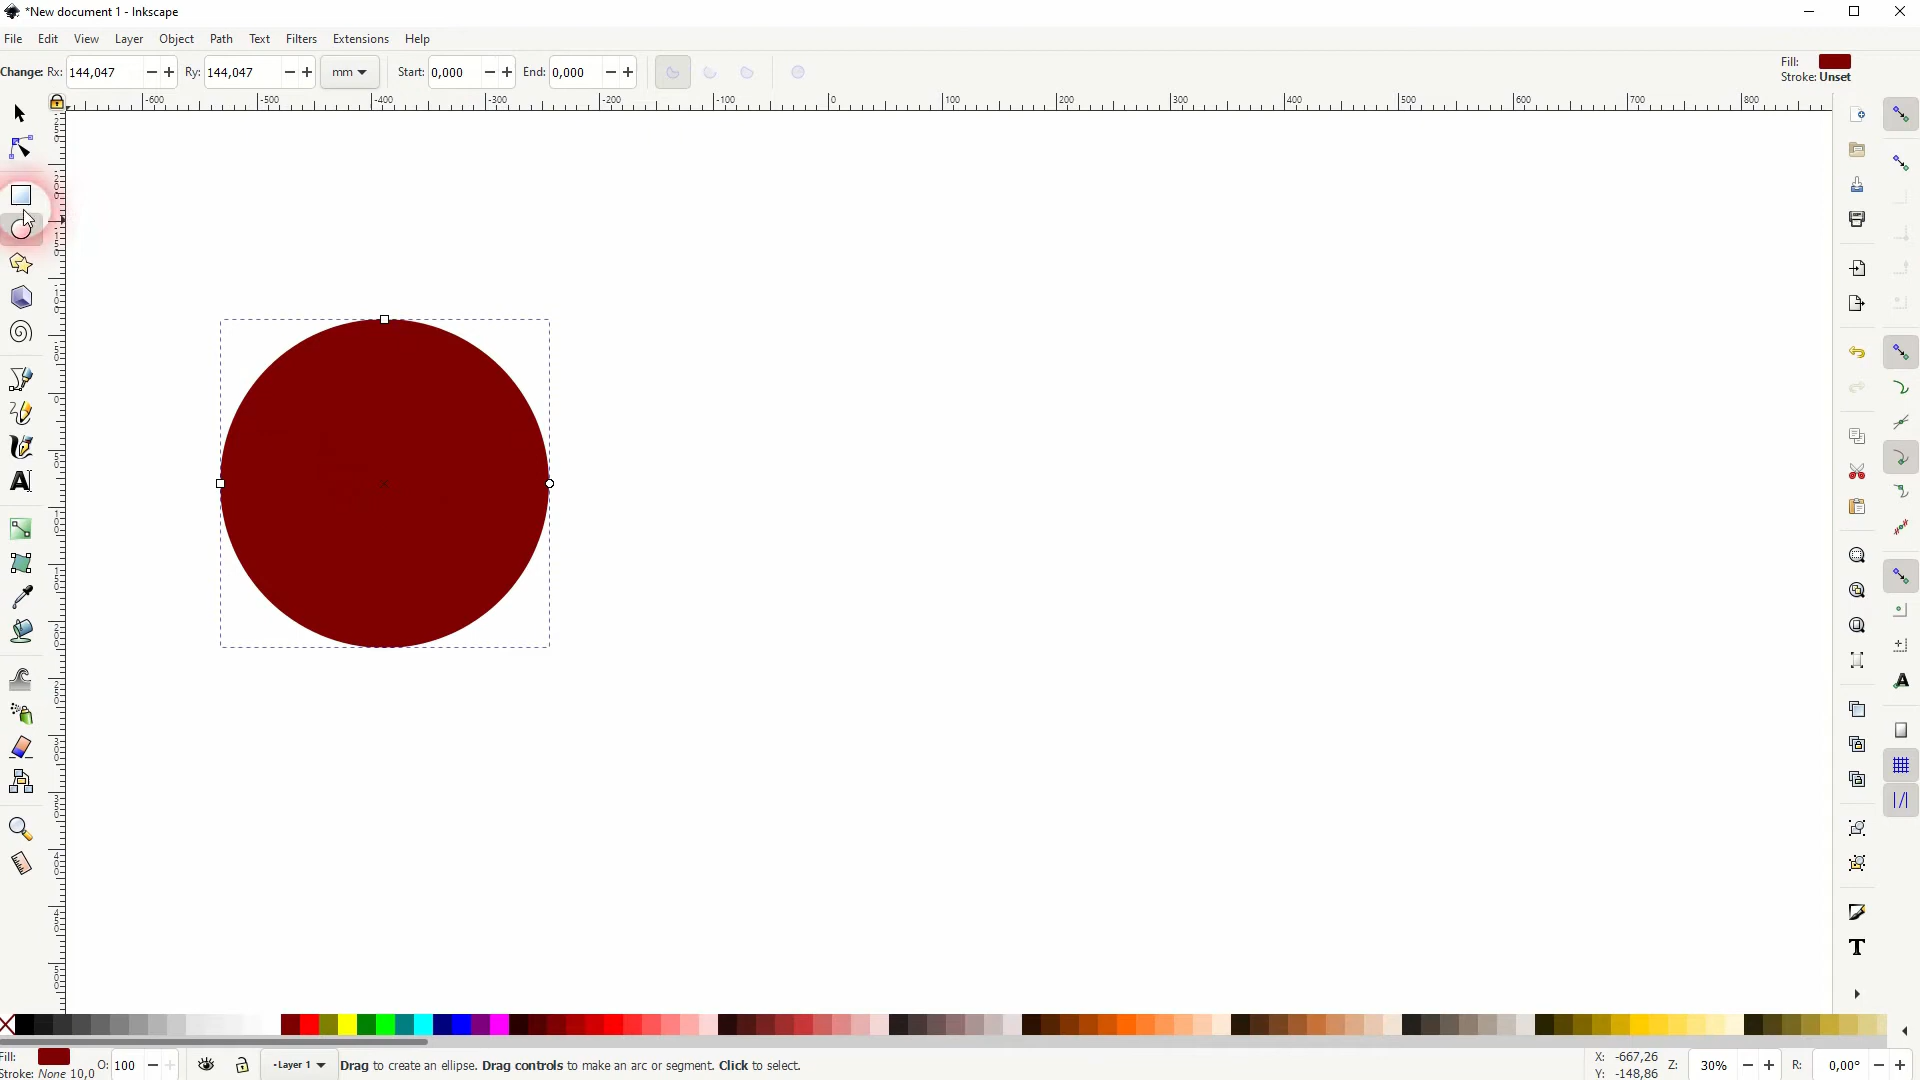 *New document 1 - Inkscape
File Edit View Layer Object Path Text Filters Extensions Help
Change: Rx: 144,047 Ry: 144,047 mm Start: 0,000 End: 0,000 Fill:
Stroke: Unset
-600 -500 -400 -300 -200 -100 0 100 200 300 400 500 600 700 800
Fill: O: 100 -Layer 1 Drag to create an ellipse. Drag controls to make an arc or segment. Click to select. X: -667,26 Z: 30% R: 0,00°
Stroke: None 10,0 Y: -148,86